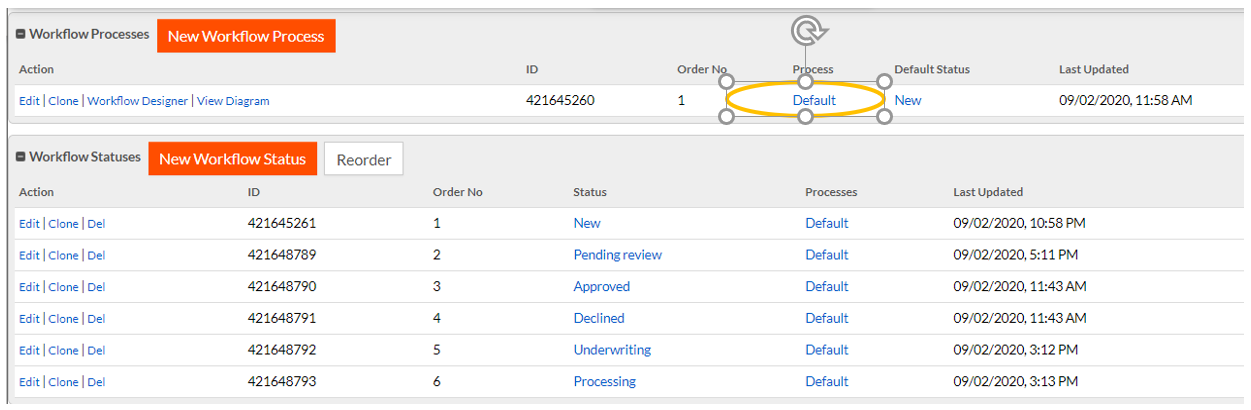 Workflow Processes New Workflow Process
Action ID Order No Process Default Status Last Updated
Edit | Clone | Workflow Designer | View Diagram 421645260 1 Default New 09/02/2020, 11:58 AM
Workflow Statuses New Workflow Status Reorder
Action ID Order No Status Processes Last Updated
Edit | Clone | Del 421645261 1 New Default 09/02/2020, 10:58 PM
Edit | Clone | Del 421648789 2 Pending review Default 09/02/2020, 5:11 PM
Edit | Clone | Del 421648790 3 Approved Default 09/02/2020, 11:43 AM
Edit | Clone | Del 421648791 4 Declined Default 09/02/2020, 11:43 AM
Edit | Clone | Del 421648792 5 Underwriting Default 09/02/2020, 3:12 PM
Edit | Clone | Del 421648793 6 Processing Default 09/02/2020, 3:13 PM